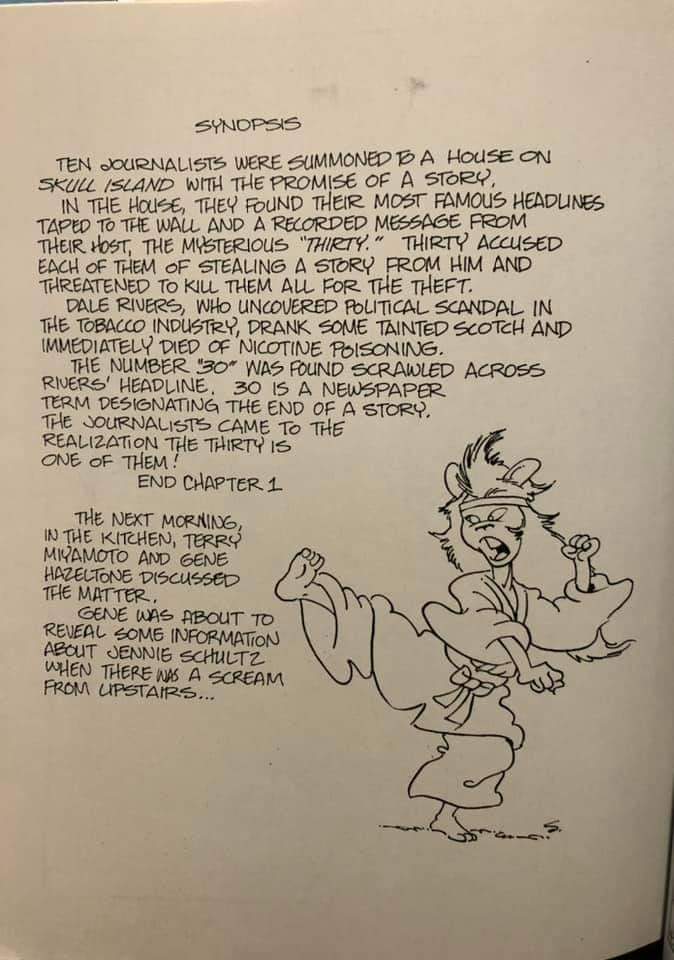 SYNOPSIS
TEN JOURNALISTS WERE SUMMONED TO A HOUSE ON
SKULL ISLAND WITH THE PROMISE OF A STORY.
IN THE HOUSE, THEY FOUND THEIR MOST FAMOUS HEADLINES
TAPED TO THE WALL AND A RECORDED MESSAGE FROM
THEIR HOST, THE MYSTERIOUS "THIRTY." THIRTY ACCUSED
EACH OF THEM OF STEALING A STORY FROM HIM AND
THREATENED TO KILL THEM ALL FOR THE THEFT.
DALE RIVERS, WHO UNCOVERED POLITICAL SCANDAL IN
THE TOBACCO INDUSTRY, DRANK SOME TAINTED SCOTCH AND
IMMEDIATELY DIED OF NICOTINE POISONING.
THE NUMBER "30" WAS FOUND SCRAWLED ACROSS
RIVERS' HEADLINE. 30 IS A NEWSPAPER
TERM DESIGNATING THE END OF A STORY.
THE JOURNALISTS CAME TO THE
REALIZATION THE THIRTY IS
ONE OF THEM!
END CHAPTER 1
THE NEXT MORNING,
IN THE KITCHEN, TERRY
MIYAMOTO AND GENE
HAZELTONE DISCUSSED
THE MATTER.
GENE WAS ABOUT TO
REVEAL SOME INFORMATION
ABOUT JENNIE SCHULTZ
WHEN THERE WAS A SCREAM
FROM UPSTAIRS...
S.